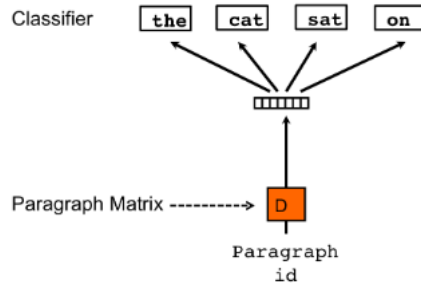 Classifier the cat sat on
Paragraph Matrix D
Paragraph
id